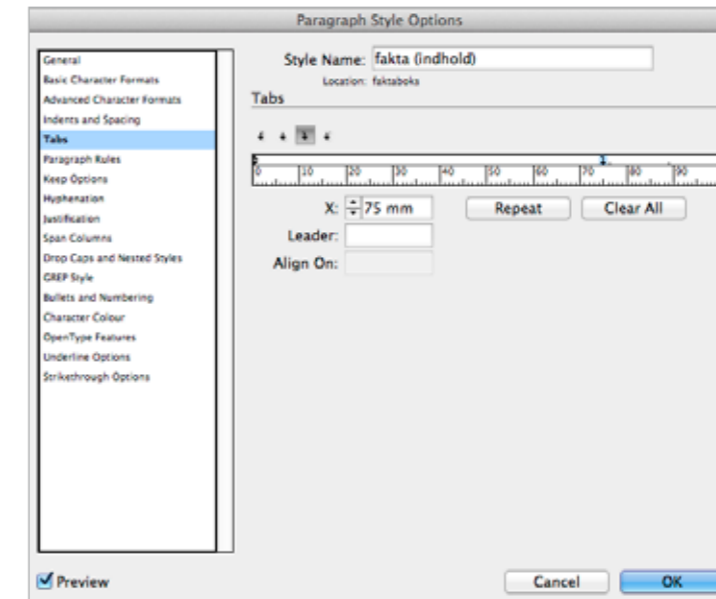 Paragraph Style Options
Style Name: fakta (indhold)
Location: faktaboks
General
Basic Character Formats
Advanced Character Formats
Indents and Spacing
Tabs
Paragraph Rules
Keep Options
Hyphenation
Justification
Span Columns
Drop Caps and Nested Styles
GREP Style
Bullets and Numbering
Character Colour
OpenType Features
Underline Options
Strikethrough Options
Tabs
0 10 20 30 40 50 60 70 80 90
X: 75 mm Repeat Clear All
Leader:
Align On:
Preview Cancel OK